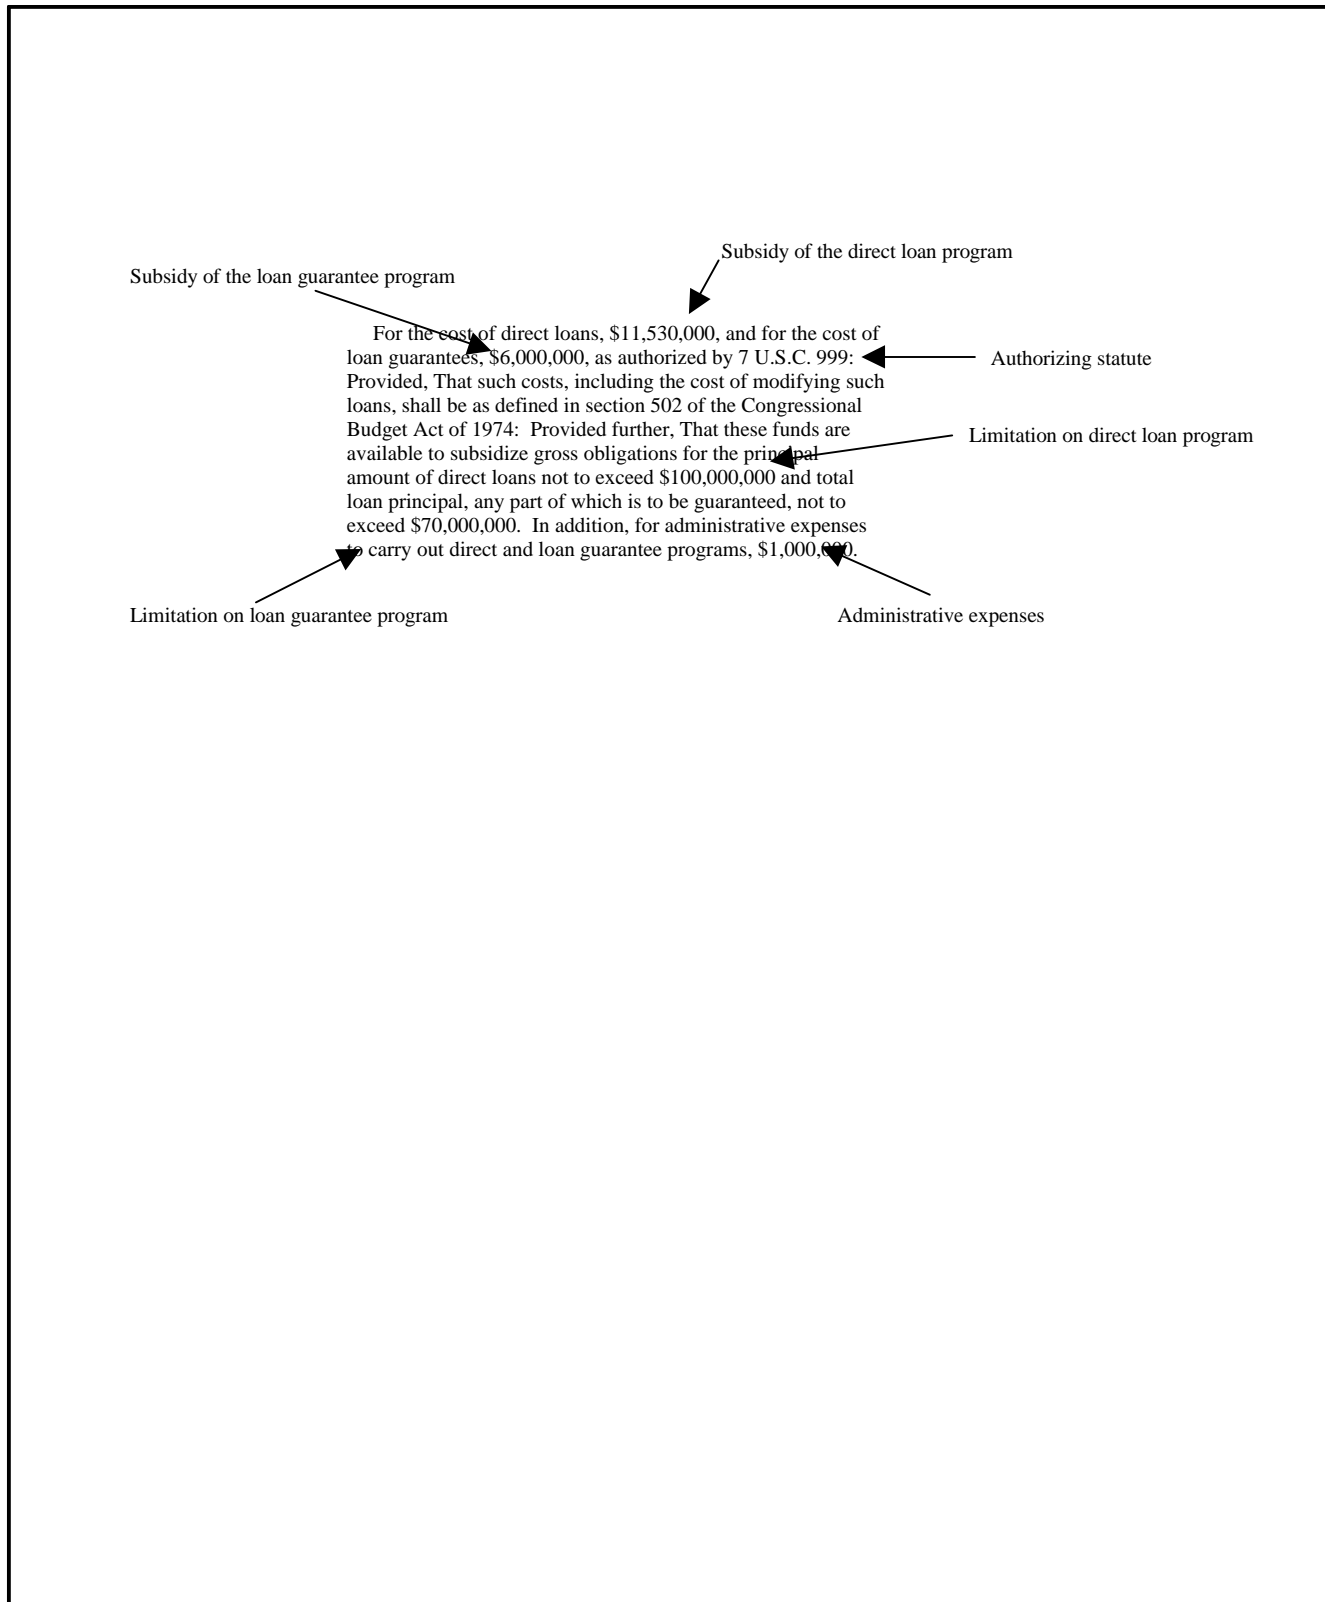 Subsidy of the direct loan program
Subsidy of the loan guarantee program
For the cost of direct loans, $11,530,000, and for the cost of
loan guarantees, $6,000,000, as authorized by 7 U.S.C. 999:
Authorizing statute
Provided, That such costs, including the cost of modifying such
loans, shall be as defined in section 502 of the Congressional
Budget Act of 1974:  Provided further, That these funds are
Limitation on direct loan program
available to subsidize gross obligations for the principal
amount of direct loans not to exceed $100,000,000 and total
loan principal, any part of which is to be guaranteed, not to
exceed $70,000,000.  In addition, for administrative expenses
to carry out direct and loan guarantee programs, $1,000,000.
Limitation on loan guarantee program
Administrative expenses